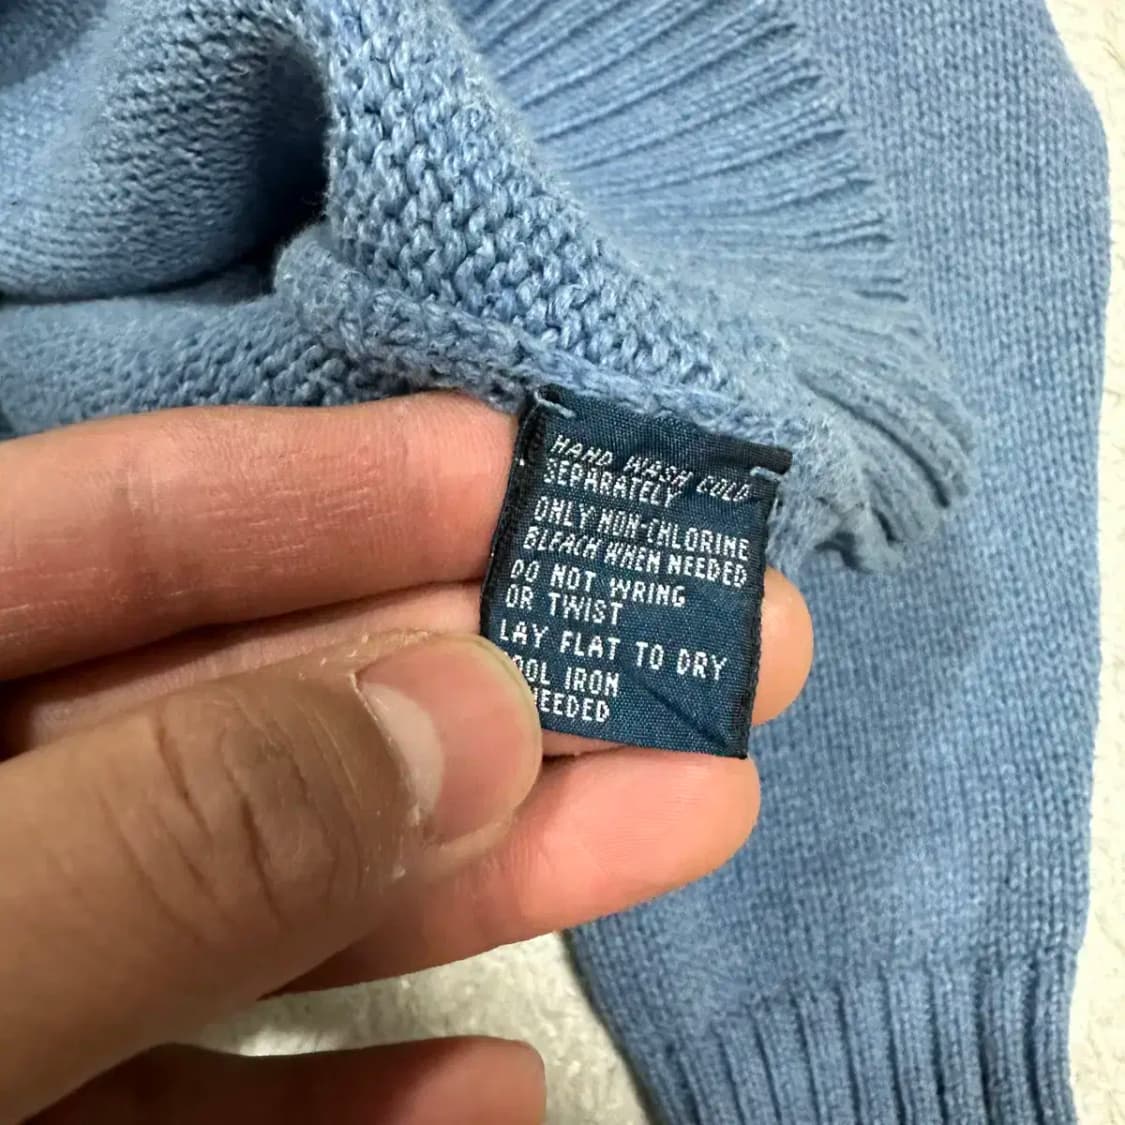 HAND WASH COLD
SEPARATELY
ONLY NON-CHLORINE
BLEACH WHEN NEEDED
DO NOT WRING
OR TWIST
LAY FLAT TO DRY
OOL IRON
NEEDED